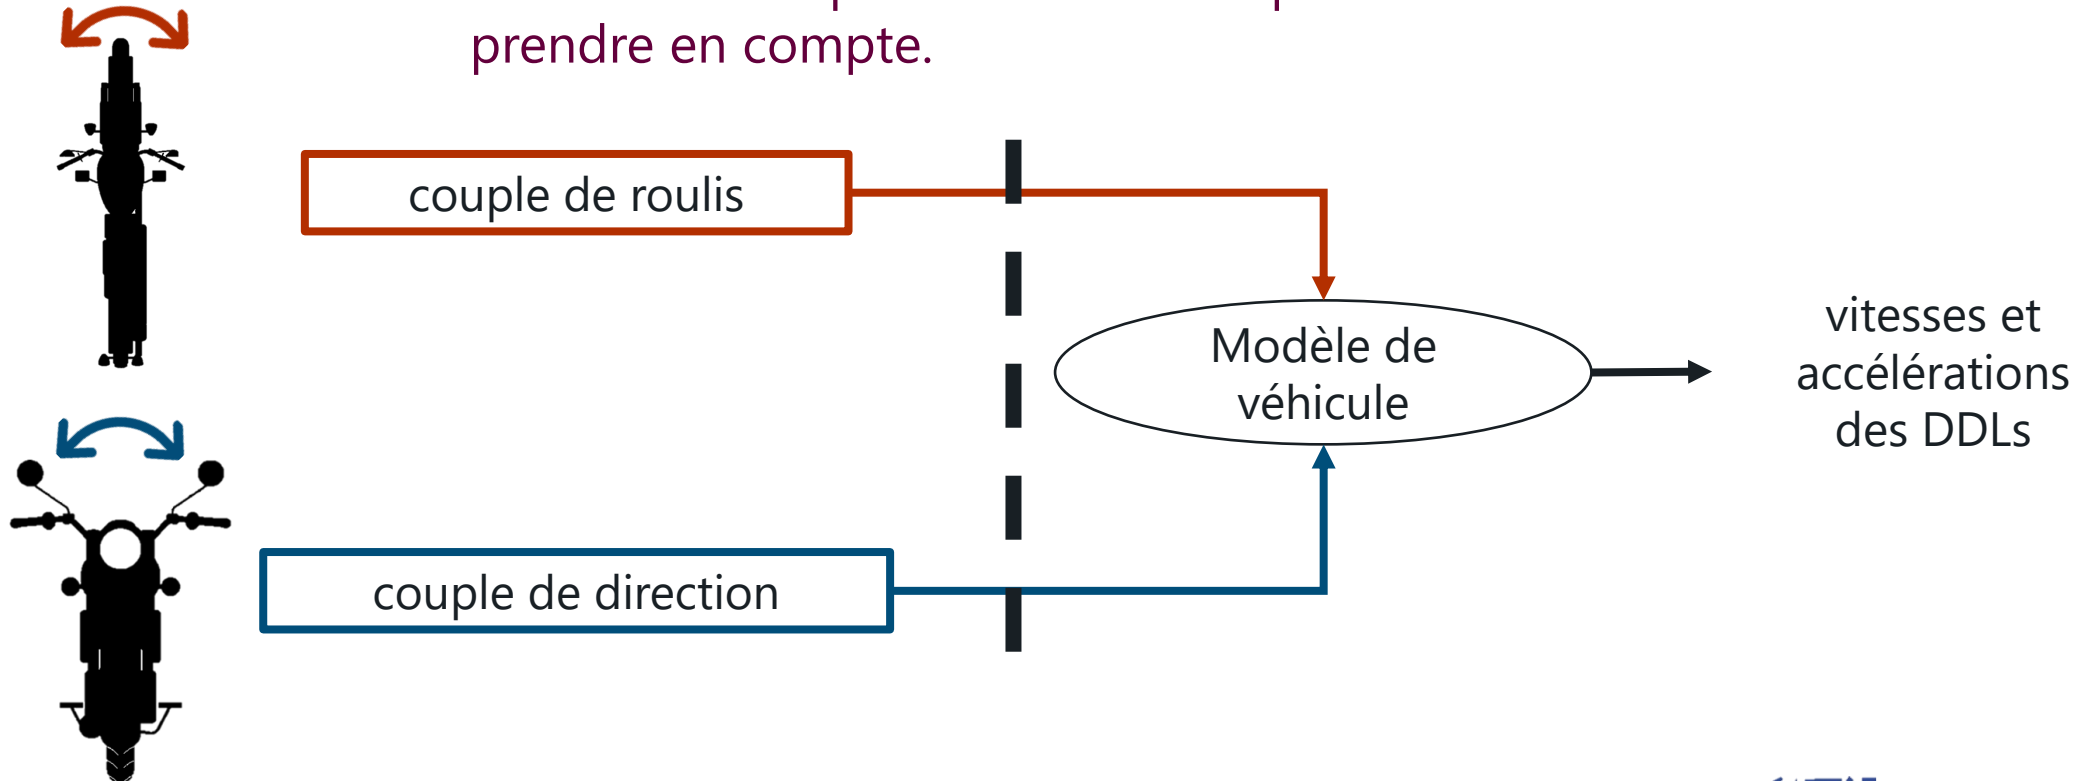 prendre en compte.
couple de roulis
Modèle de
véhicule
vitesses et
accélérations
des DDLs
couple de direction